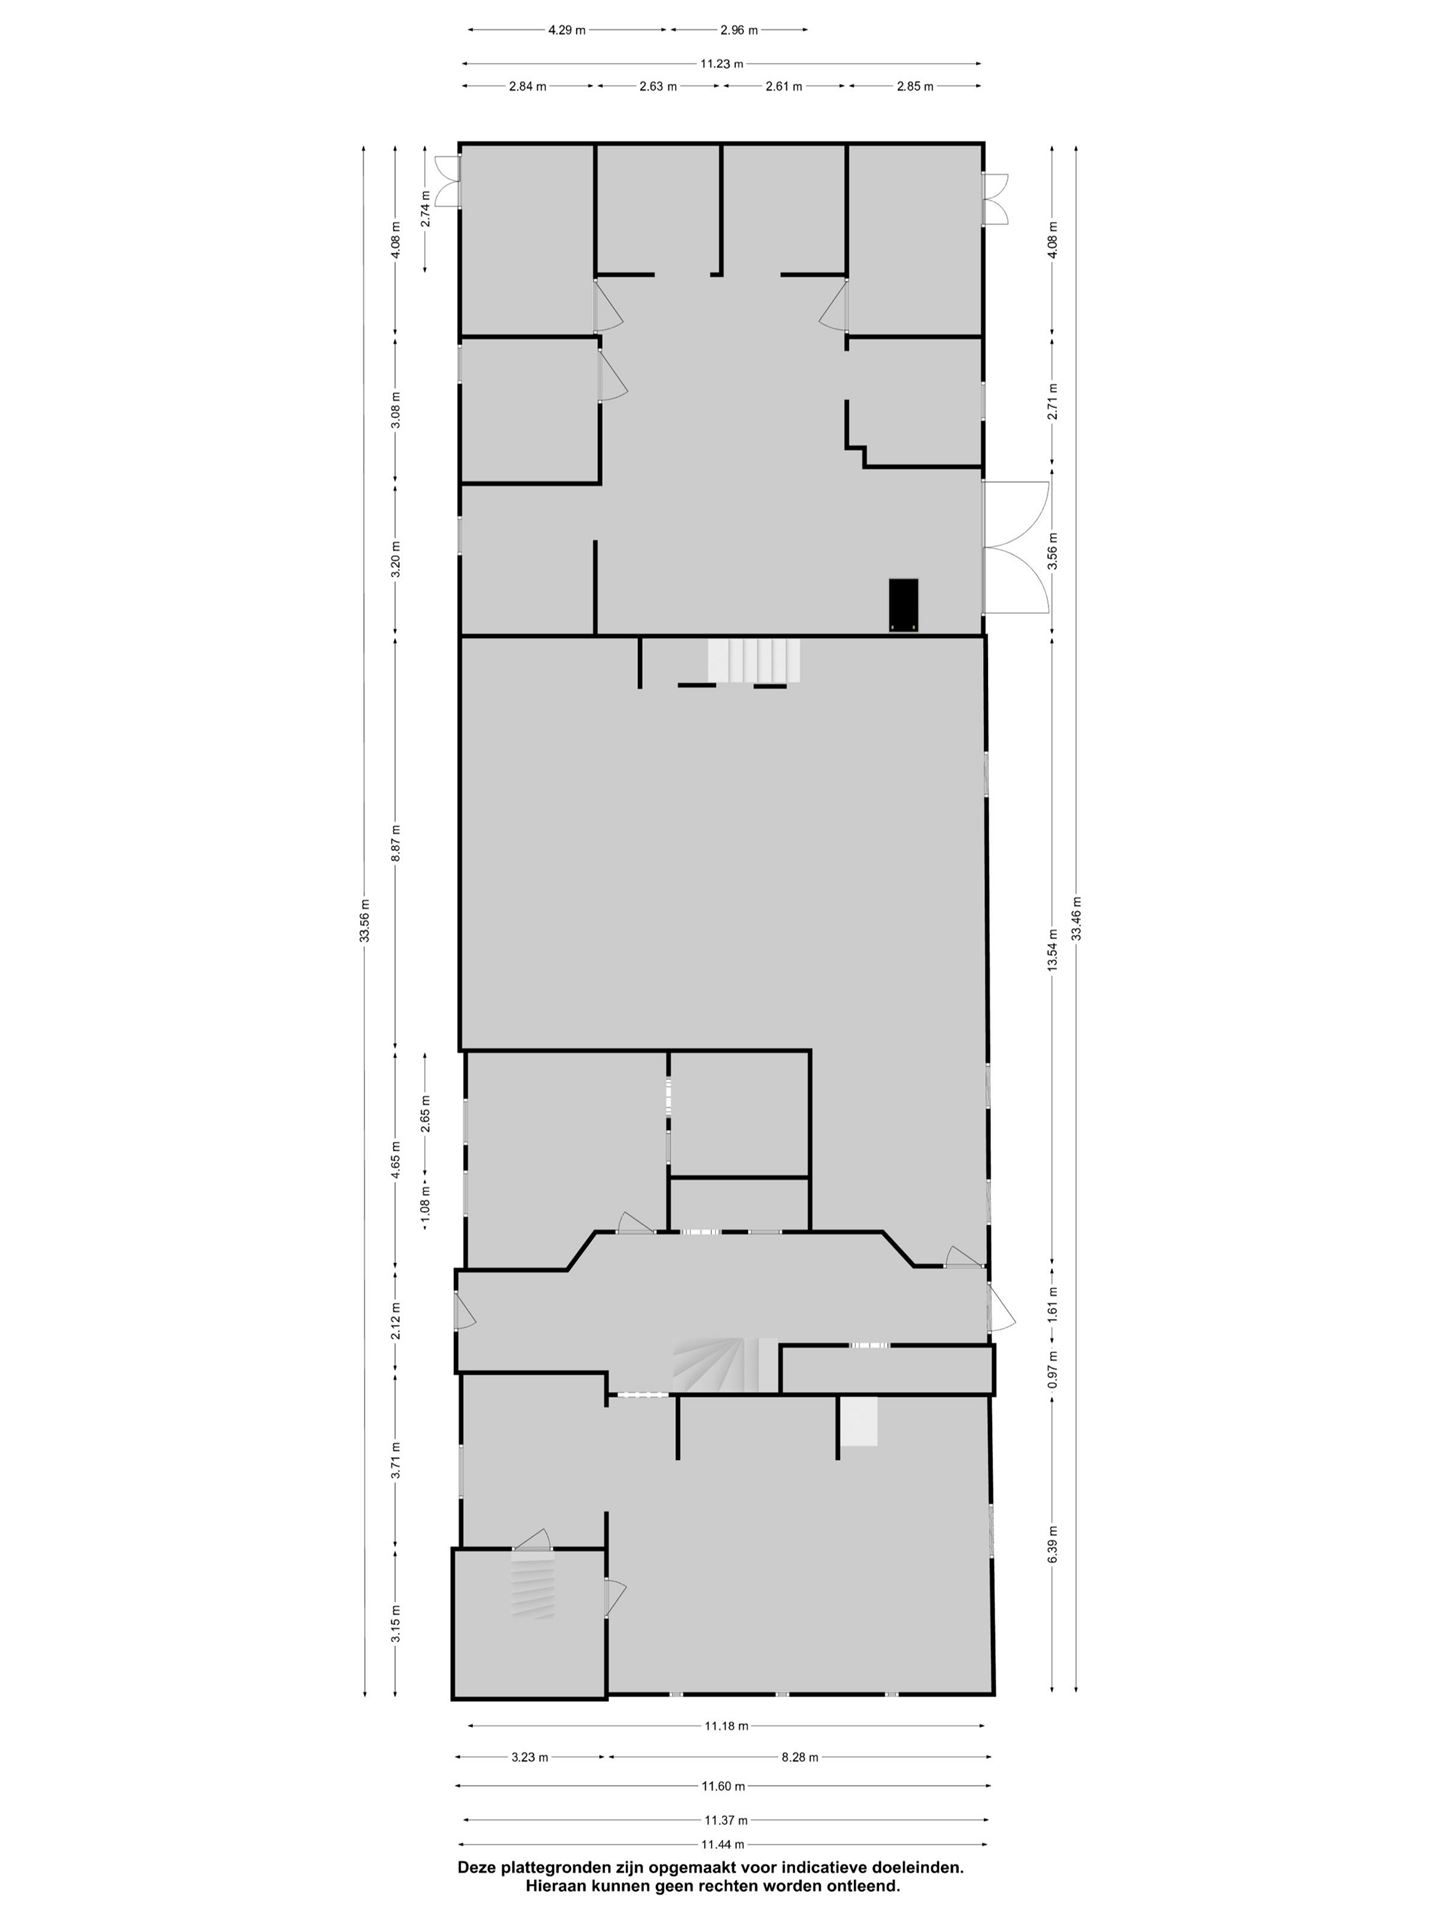 4.29 m 2.96 m
11.23 m
2.84 m 2.63 m 2.61 m 2.85 m
2.74 m
4.08 m
3.08 m
3.20 m
8.87 m
33.56 m
2.65 m
4.65 m
1.08 m
2.12 m
3.71 m
3.15 m
4.08 m
2.71 m
3.56 m
33.46 m
13.54 m
1.61 m
0.97 m
6.39 m
11.18 m
3.23 m 8.28 m
11.60 m
11.37 m
11.44 m
Deze plattegronden zijn opgemaakt voor indicatieve doeleinden.
Hieraan kunnen geen rechten worden ontleend.